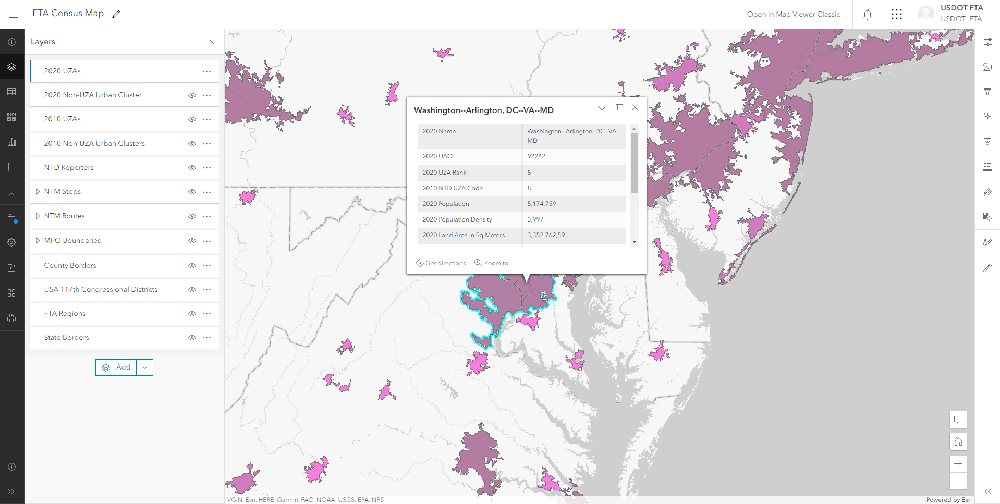 FTA Census Map
Open in Map Viewer Classic
USDOT FTA
USDOT_FTA
Layers
2020 UZAs
2020 Non-UZA Urban Cluster
2010 UZAs
2010 Non-UZA Urban Clusters
NTD Reporters
NTM Stops
NTM Routes
MPO Boundaries
County Borders
USA 117th Congressional Districts
FTA Regions
State Borders
Add
Washington--Arlington, DC--VA--MD
2020 Name Washington--Arlington, DC--VA--
MD
2020 UACE 92242
2020 UZA Rank 8
2010 NTD UZA Code 8
2020 Population 5,174,759
2020 Population Density 3,997
2020 Land Area in Sq Meters 3,352,762,591
Get directions Zoom to
VGIN, Esri, HERE, Garmin, FAO, NOAA, USGS, EPA, NPS
Powered by Esri